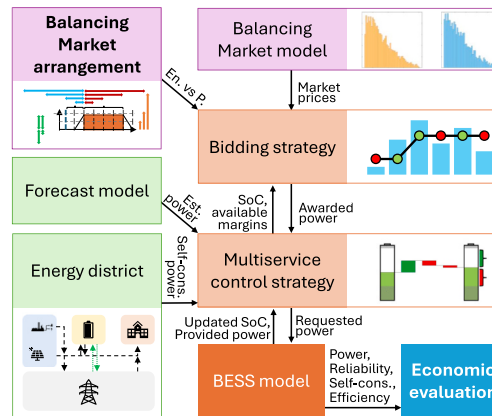 Balancing
Market
arrangement
Balancing
Market model
En. vs P.
Market
prices
Bidding strategy
Forecast model
Est.
power
SoC,
available
margins
Awarded
power
Energy district
Self-cons.
power
Multiservice
control strategy
Updated SoC,
Provided power
Requested
power
BESS model
Power,
Reliability,
Self-cons.,
Efficiency
Economic
evaluation